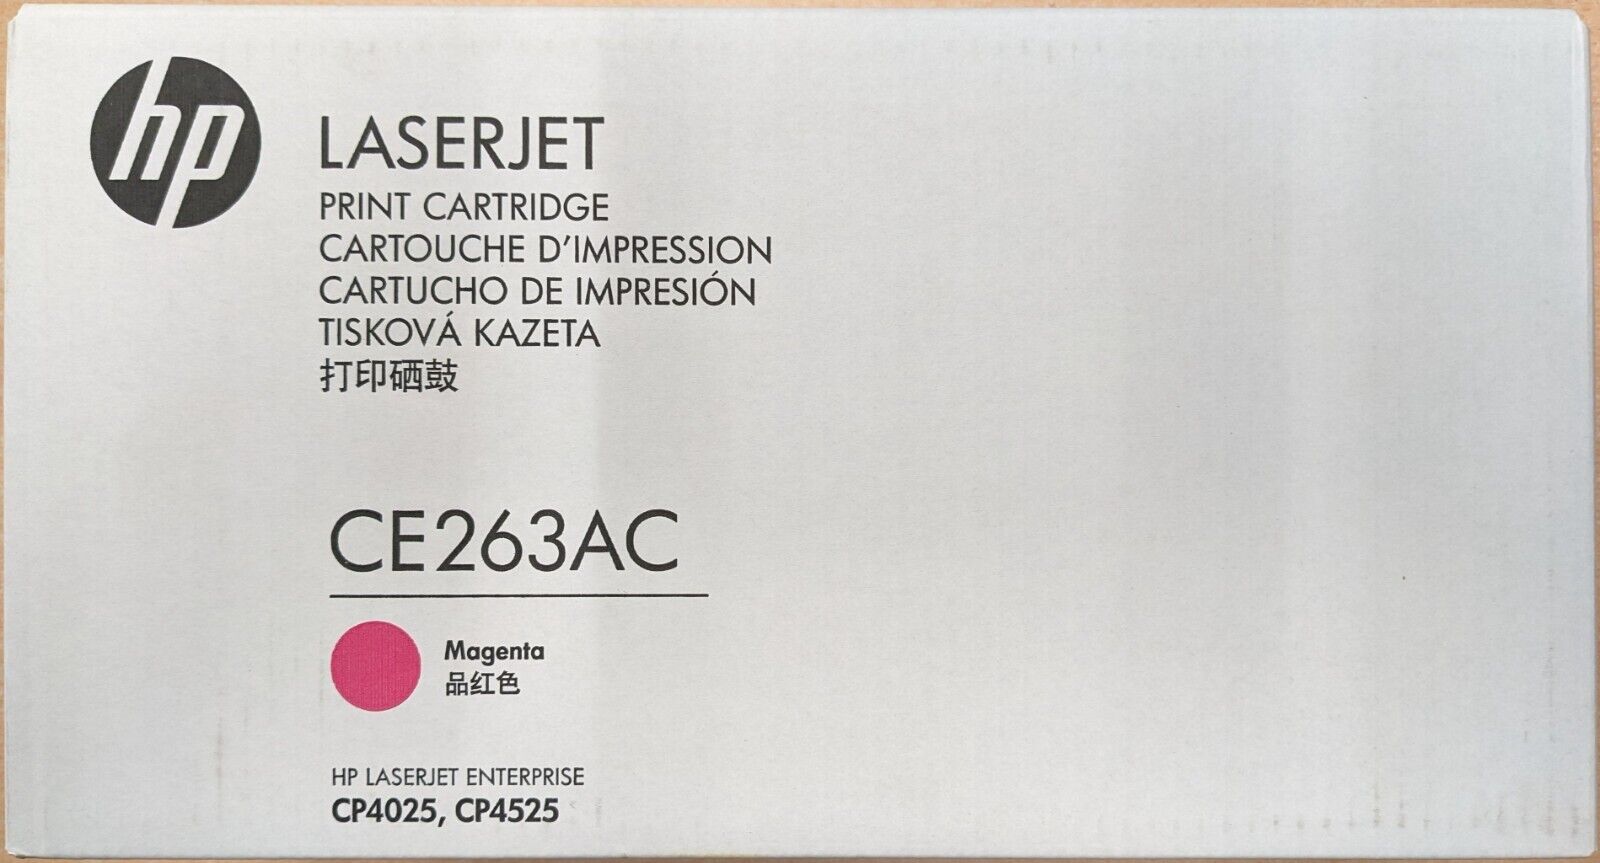 hp
LASERJET
PRINT CARTRIDGE
CARTOUCHE D'IMPRESSION
CARTUCHO DE IMPRESIÓN
TISKOVÁ KAZETA
打印硒鼓
CE263AC
Magenta
品红色
HP LASERJET ENTERPRISE
CP4025, CP4525